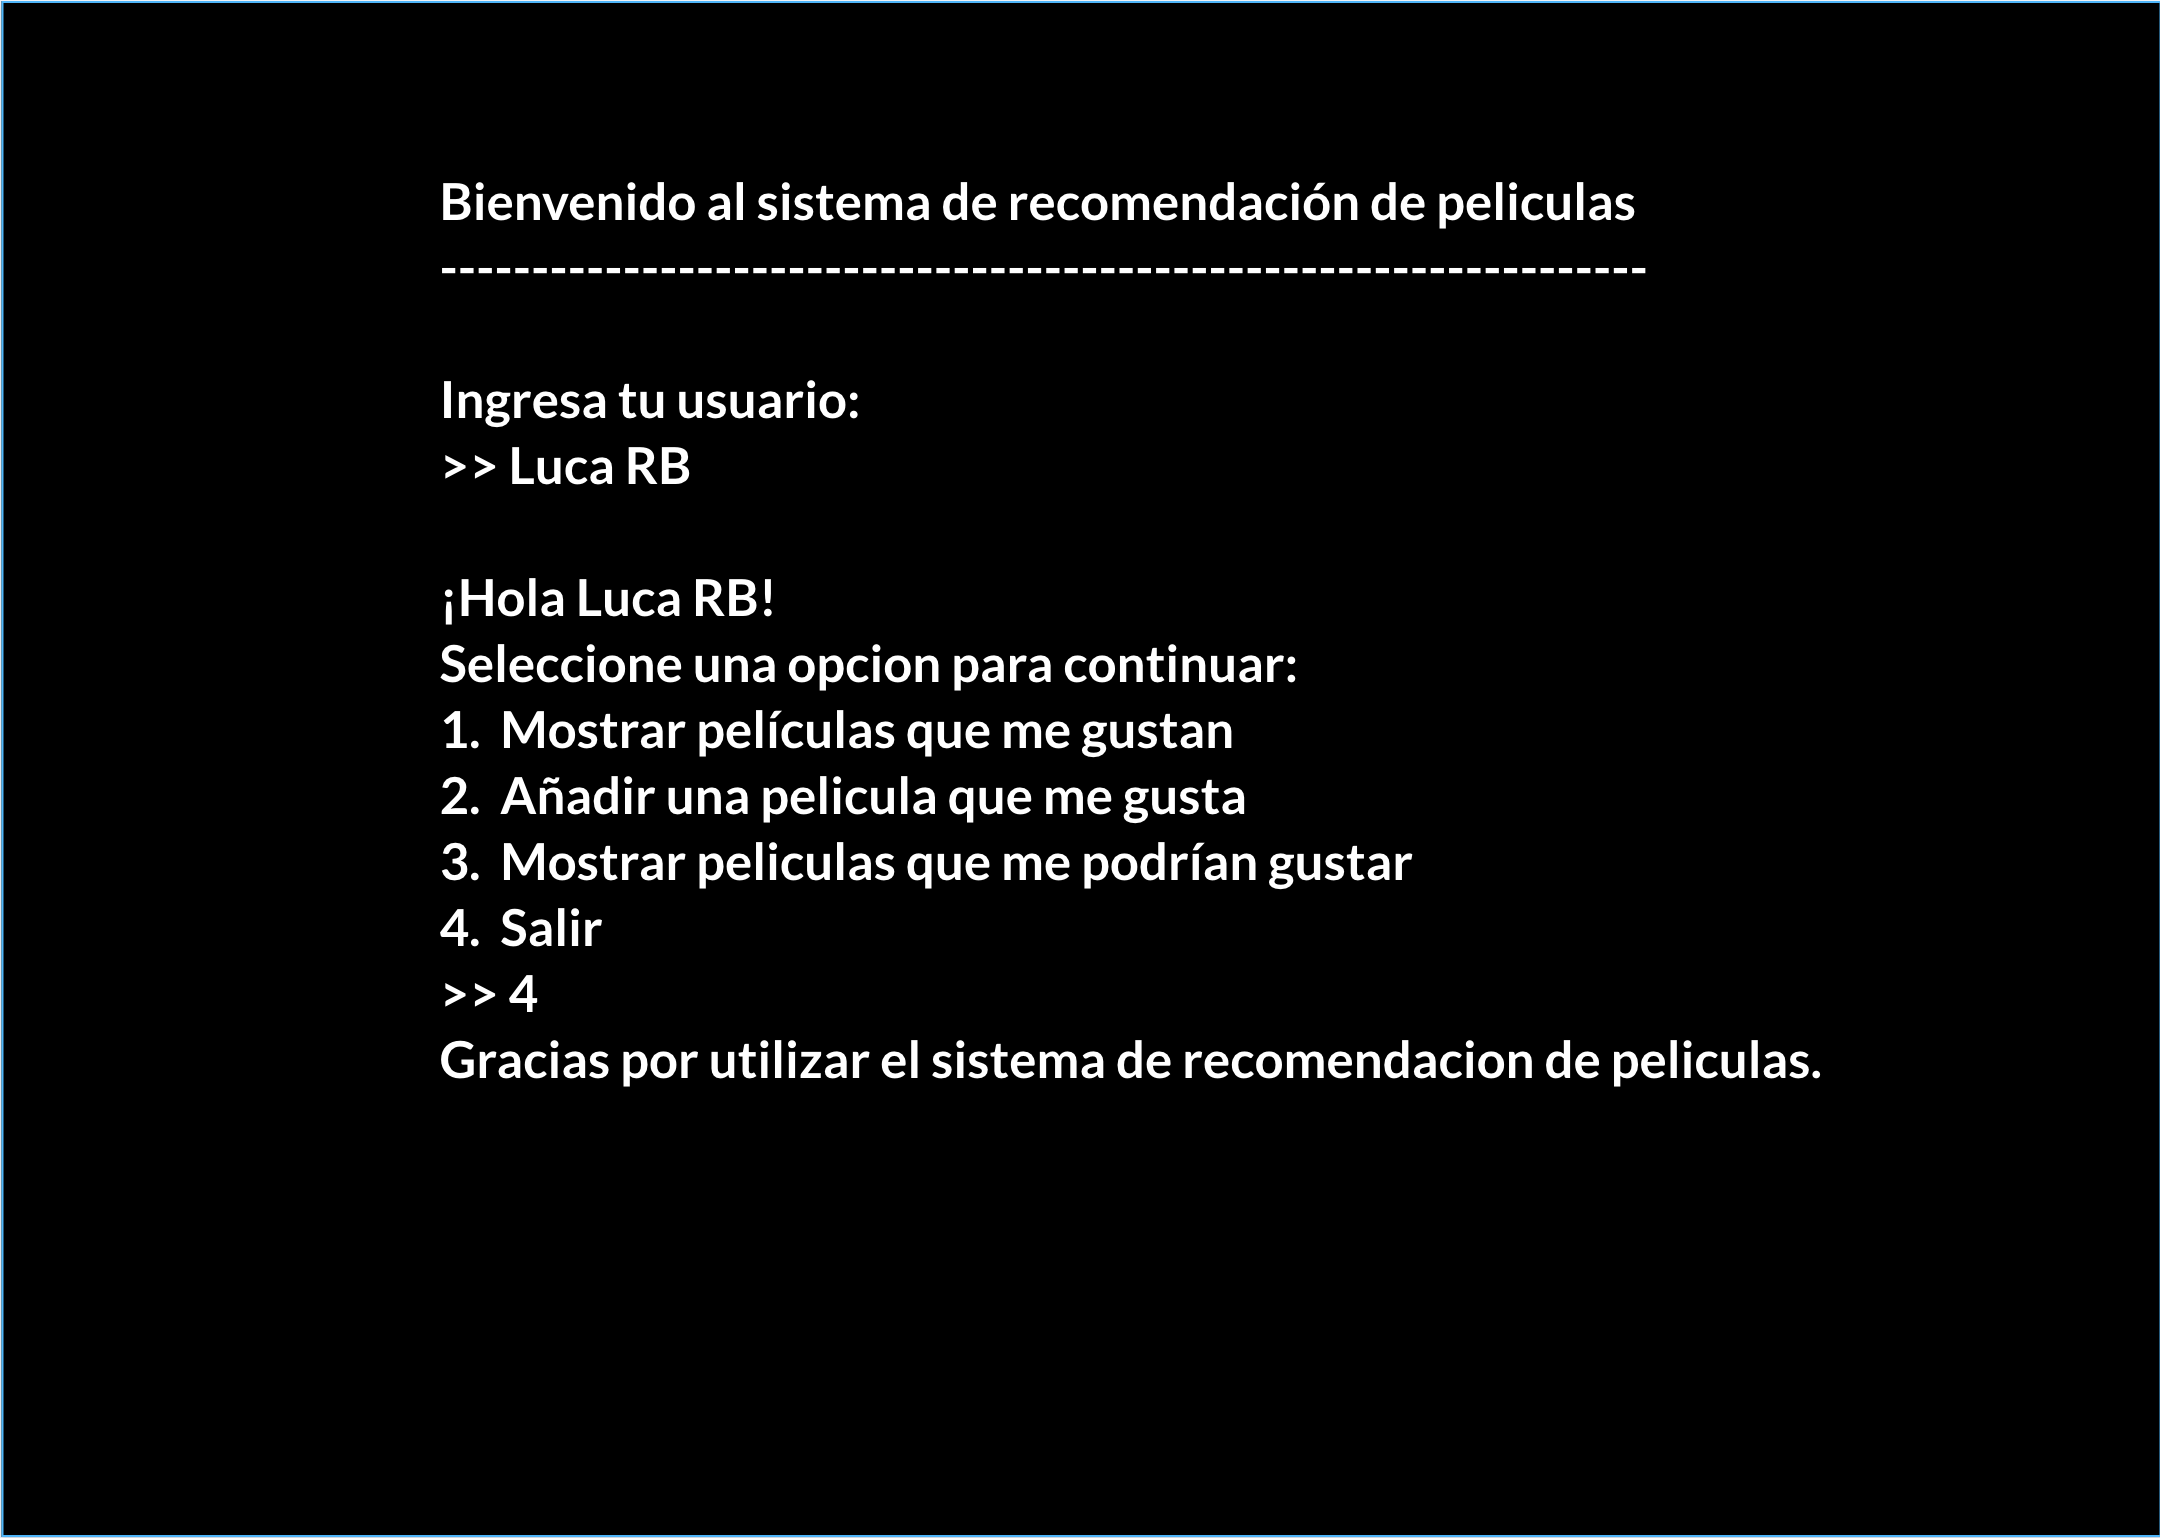 Bienvenido al sistema de recomendación de peliculas
------------------------------------------------------------------
Ingresa tu usuario:
>> Luca RB
¡Hola Luca RB!
Seleccione una opcion para continuar:
1. Mostrar películas que me gustan
2. Añadir una pelicula que me gusta
3. Mostrar peliculas que me podrían gustar
4. Salir
>> 4
Gracias por utilizar el sistema de recomendacion de peliculas.